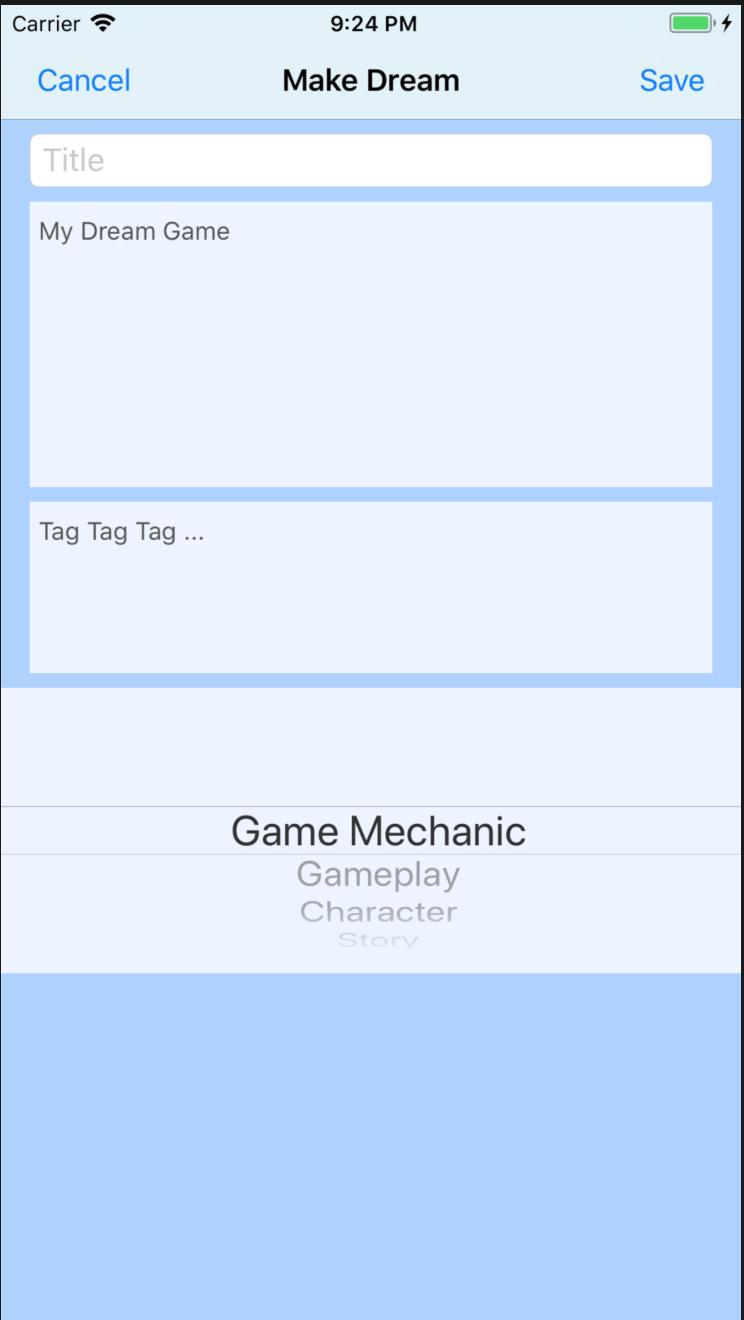 Carrier 9:24 PM
Cancel Make Dream Save
Title
My Dream Game
Tag Tag Tag ...
Game Mechanic
Gameplay
Character
Story